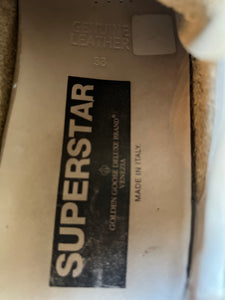 GENUINE
LEATHER
38
SUPERSTAR
GOLDEN GOOSE DELUXE BRAND®
VENEZIA
MADE IN ITALY